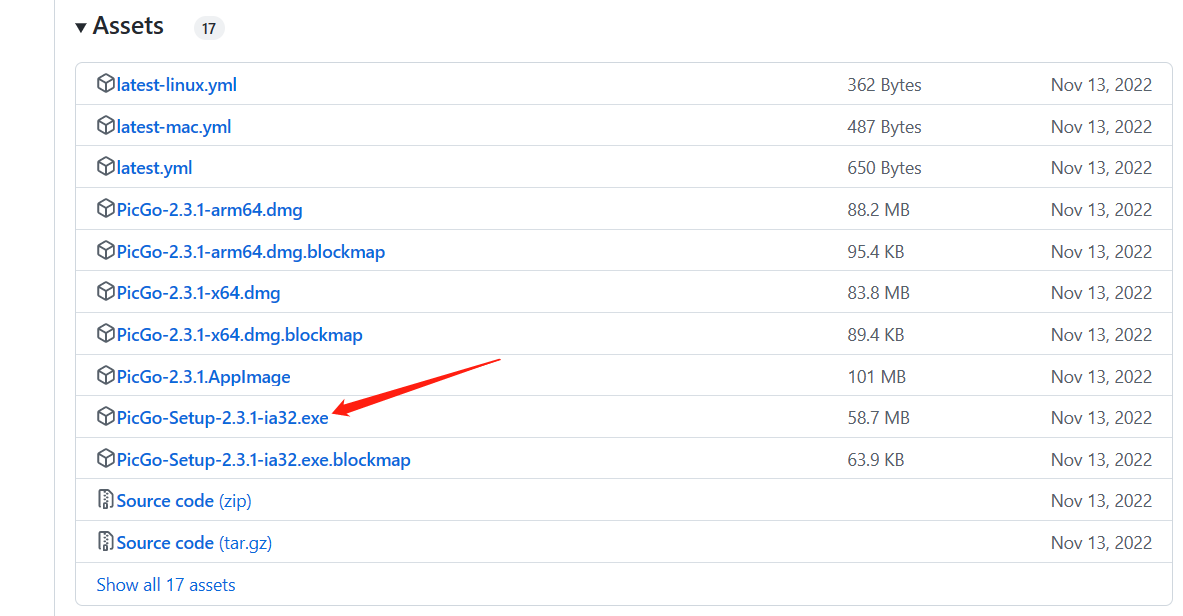 Assets 17
latest-linux.yml 362 Bytes Nov 13, 2022
latest-mac.yml 487 Bytes Nov 13, 2022
latest.yml 650 Bytes Nov 13, 2022
PicGo-2.3.1-arm64.dmg 88.2 MB Nov 13, 2022
PicGo-2.3.1-arm64.dmg.blockmap 95.4 KB Nov 13, 2022
PicGo-2.3.1-x64.dmg 83.8 MB Nov 13, 2022
PicGo-2.3.1-x64.dmg.blockmap 89.4 KB Nov 13, 2022
PicGo-2.3.1.AppImage 101 MB Nov 13, 2022
PicGo-Setup-2.3.1-ia32.exe 58.7 MB Nov 13, 2022
PicGo-Setup-2.3.1-ia32.exe.blockmap 63.9 KB Nov 13, 2022
Source code (zip) Nov 13, 2022
Source code (tar.gz) Nov 13, 2022
Show all 17 assets